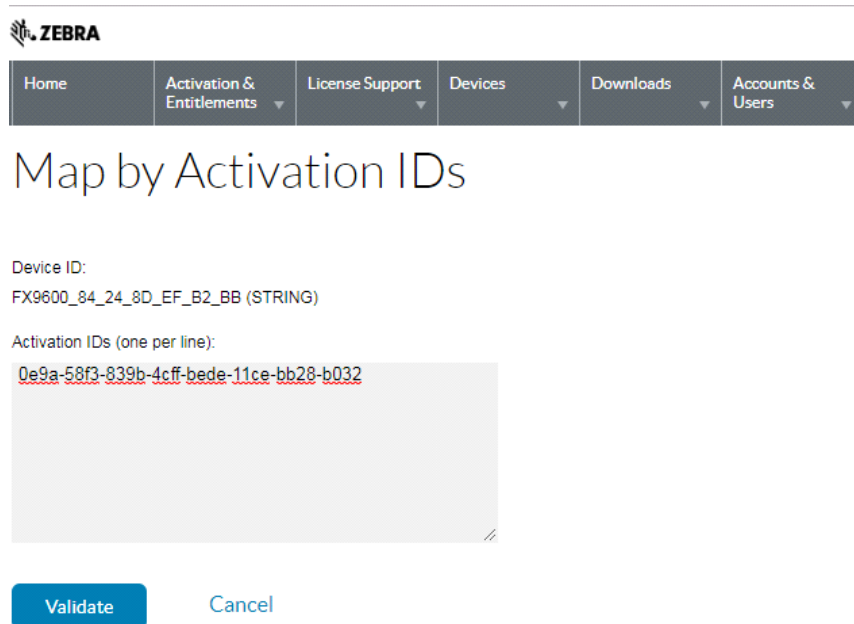 ZEBRA
Home
Activation &
Entitlements
License Support
Devices
Downloads
Accounts &
Users
Map by Activation IDs
Device ID:
FX9600_84_24_8D_EF_B2_BB (STRING)
Activation IDs (one per line):
0e9a-58f3-839b-4cff-bede-11ce-bb28-b032
Validate
Cancel